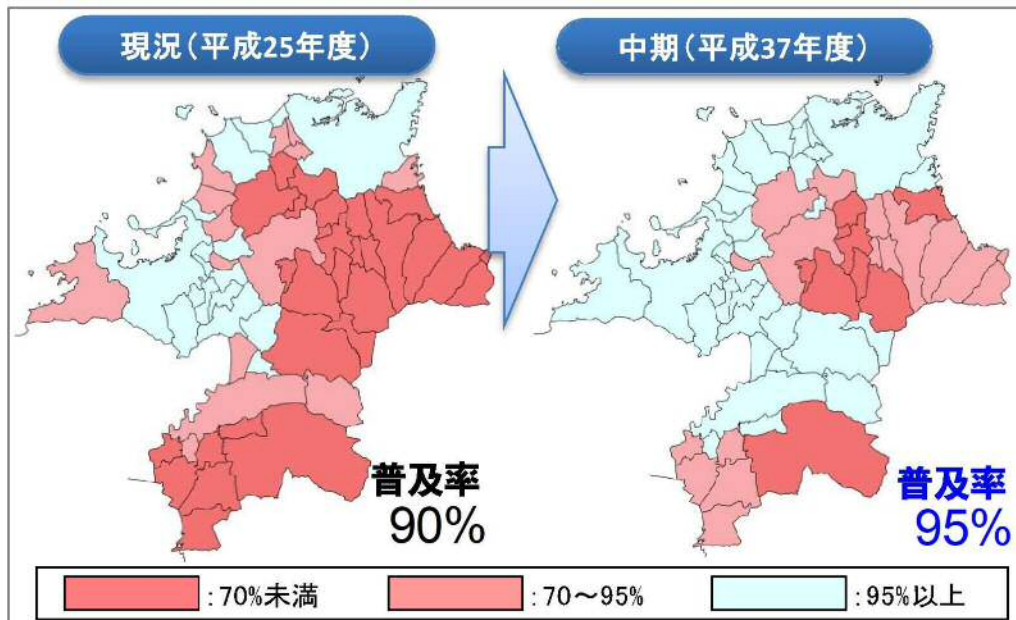 現況(平成25年度)
中期(平成37年度)
普及率
90%
普及率
95%
:70%未満
:70～95%
:95%以上